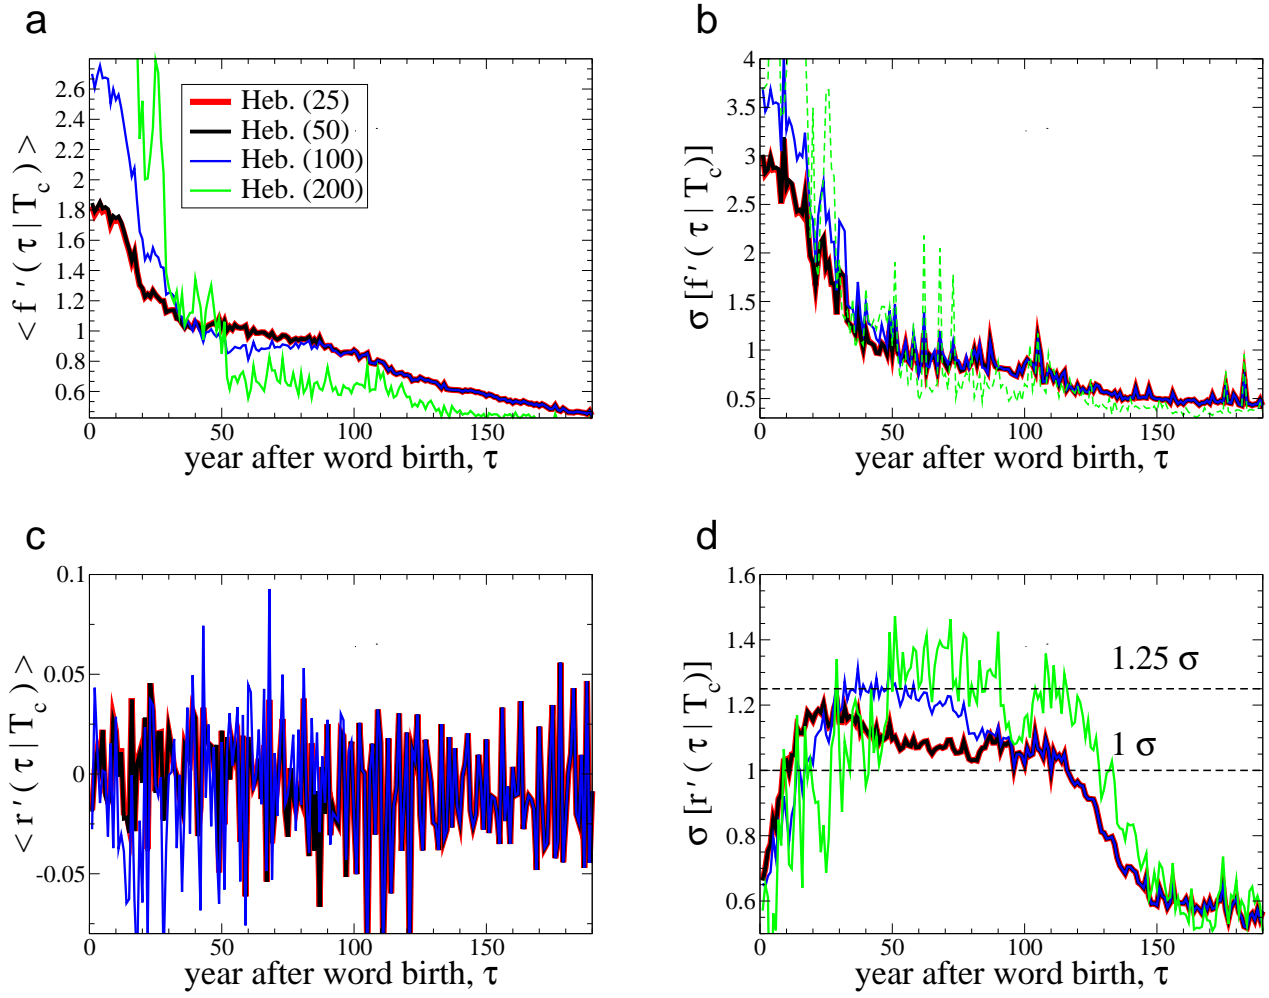 a
< f ′ ( τ | T_c ) >
2.6
2.4
2.2
2
1.8
1.6
1.4
1.2
1
0.8
0.6
Heb. (25)
Heb. (50)
Heb. (100)
Heb. (200)
0 50 100 150
year after word birth, τ
b
σ [f ′ ( τ | T_c )]
4
3.5
3
2.5
2
1.5
1
0.5
0 50 100 150
year after word birth, τ
c
< r ′ ( τ | T_c ) >
0.1
0.05
0
-0.05
0 50 100 150
year after word birth, τ
d
σ [r ′ ( τ | T_c )]
1.6
1.4
1.2
1
0.8
0.6
1.25 σ
1 σ
0 50 100 150
year after word birth, τ